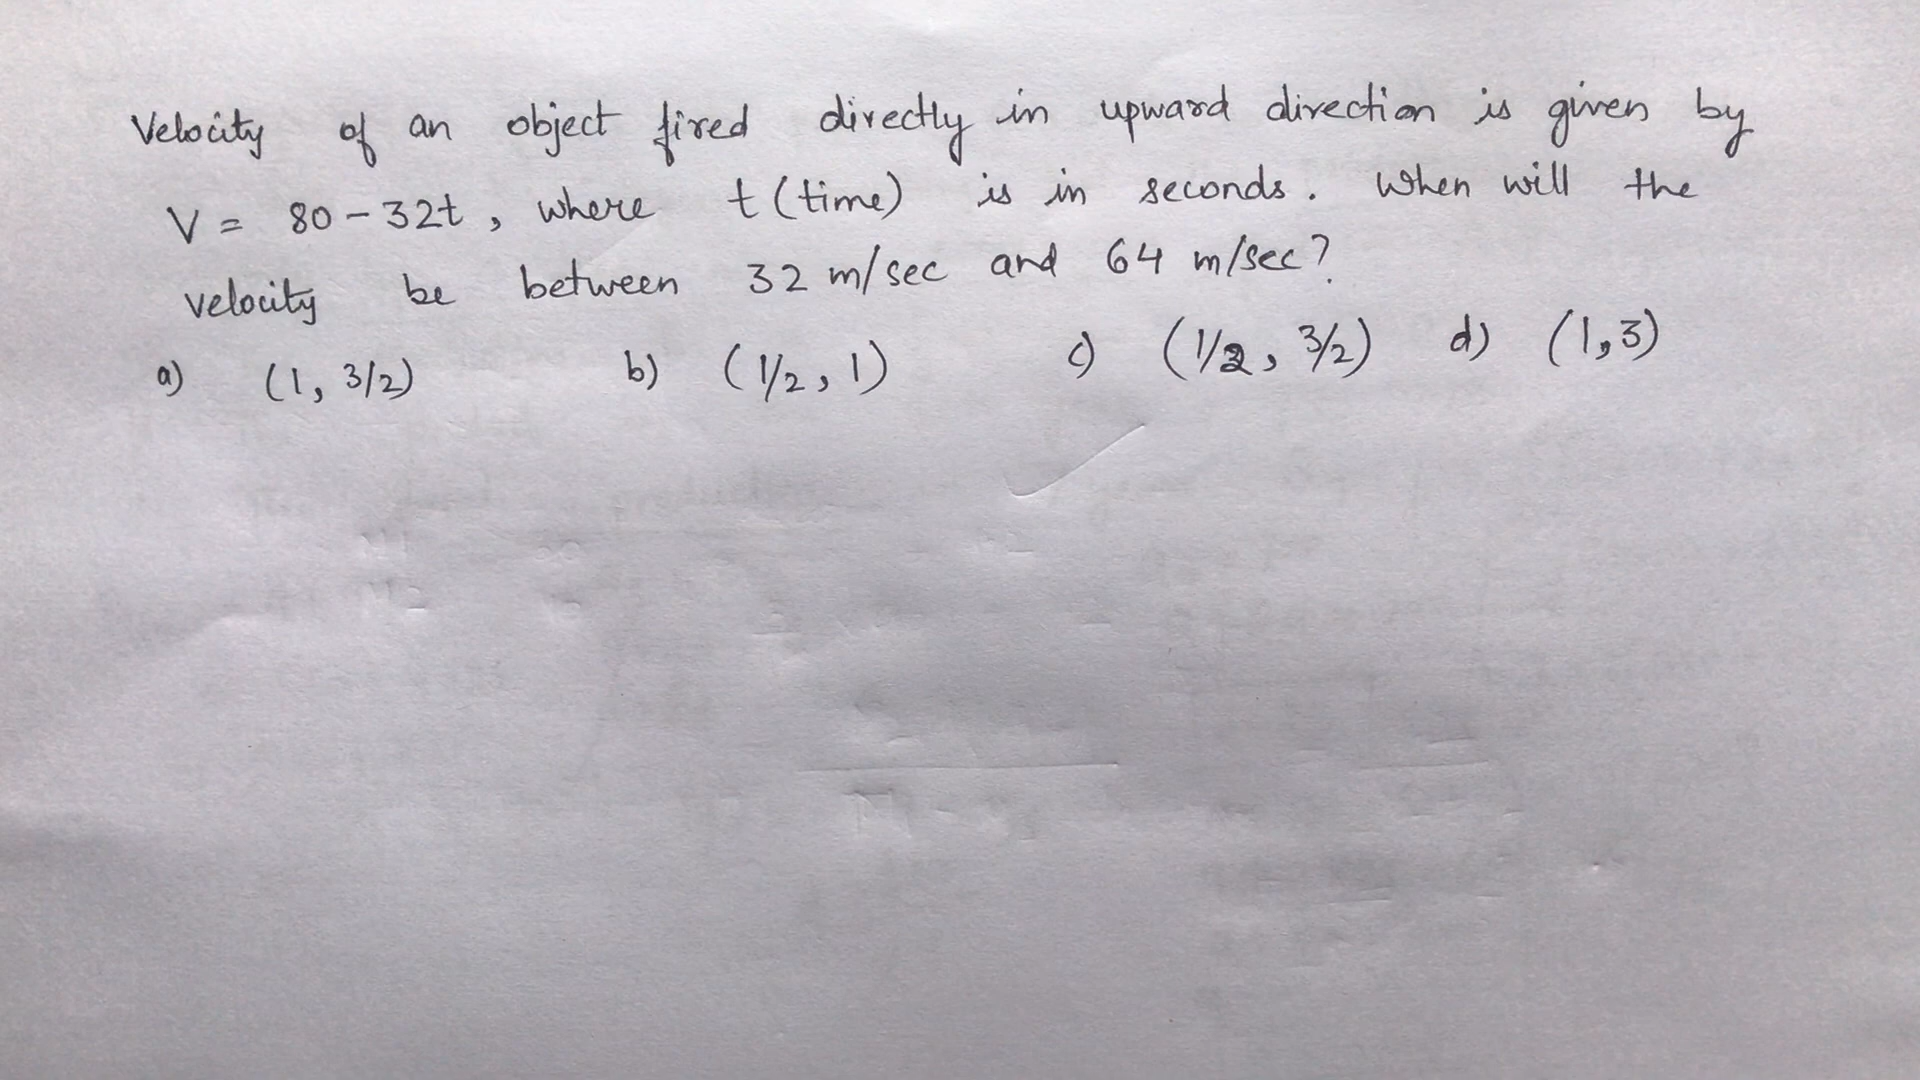 Velocity of an object fired directly in upward direction is given by
V = 80 - 32t, where t (time) is in seconds. When will the
velocity be between 32 m/sec and 64 m/sec?
a) (1, 3/2) b) (1/2, 1) c) (1/2, 3/2) d) (1,3)